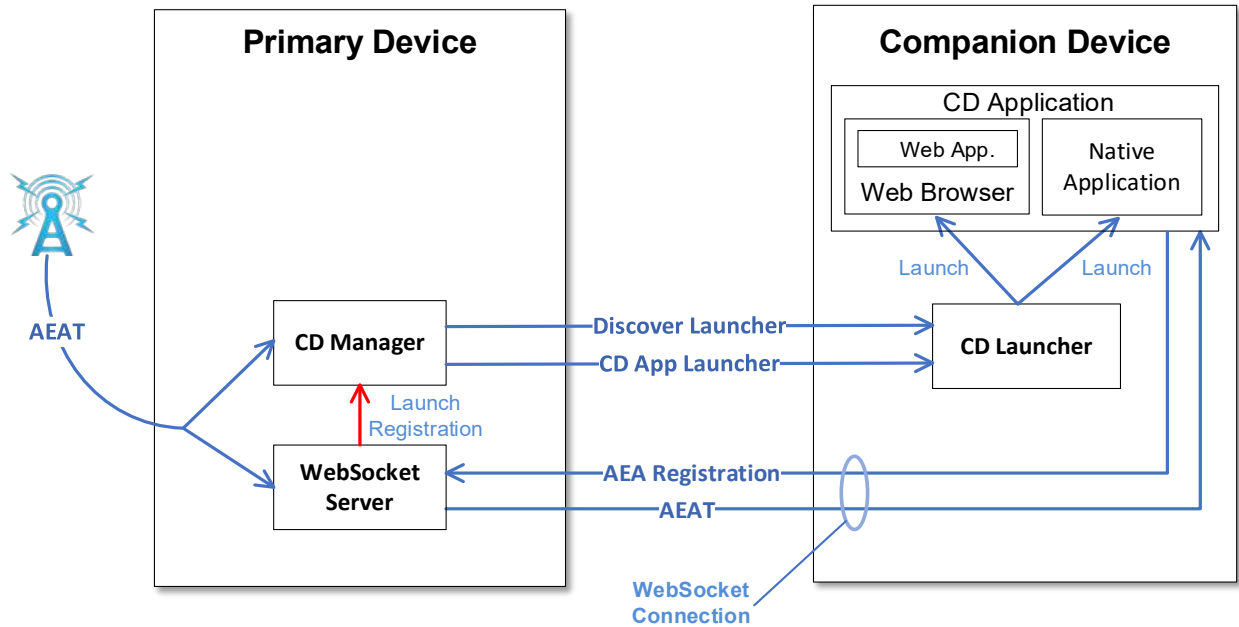 Primary Device
Companion Device
CD Application
Web App.
Web Browser
Native
Application
Launch
Launch
AEAT
CD Manager
Discover Launcher
CD App Launcher
CD Launcher
Launch
Registration
WebSocket
Server
AEA Registration
AEAT
WebSocket
Connection